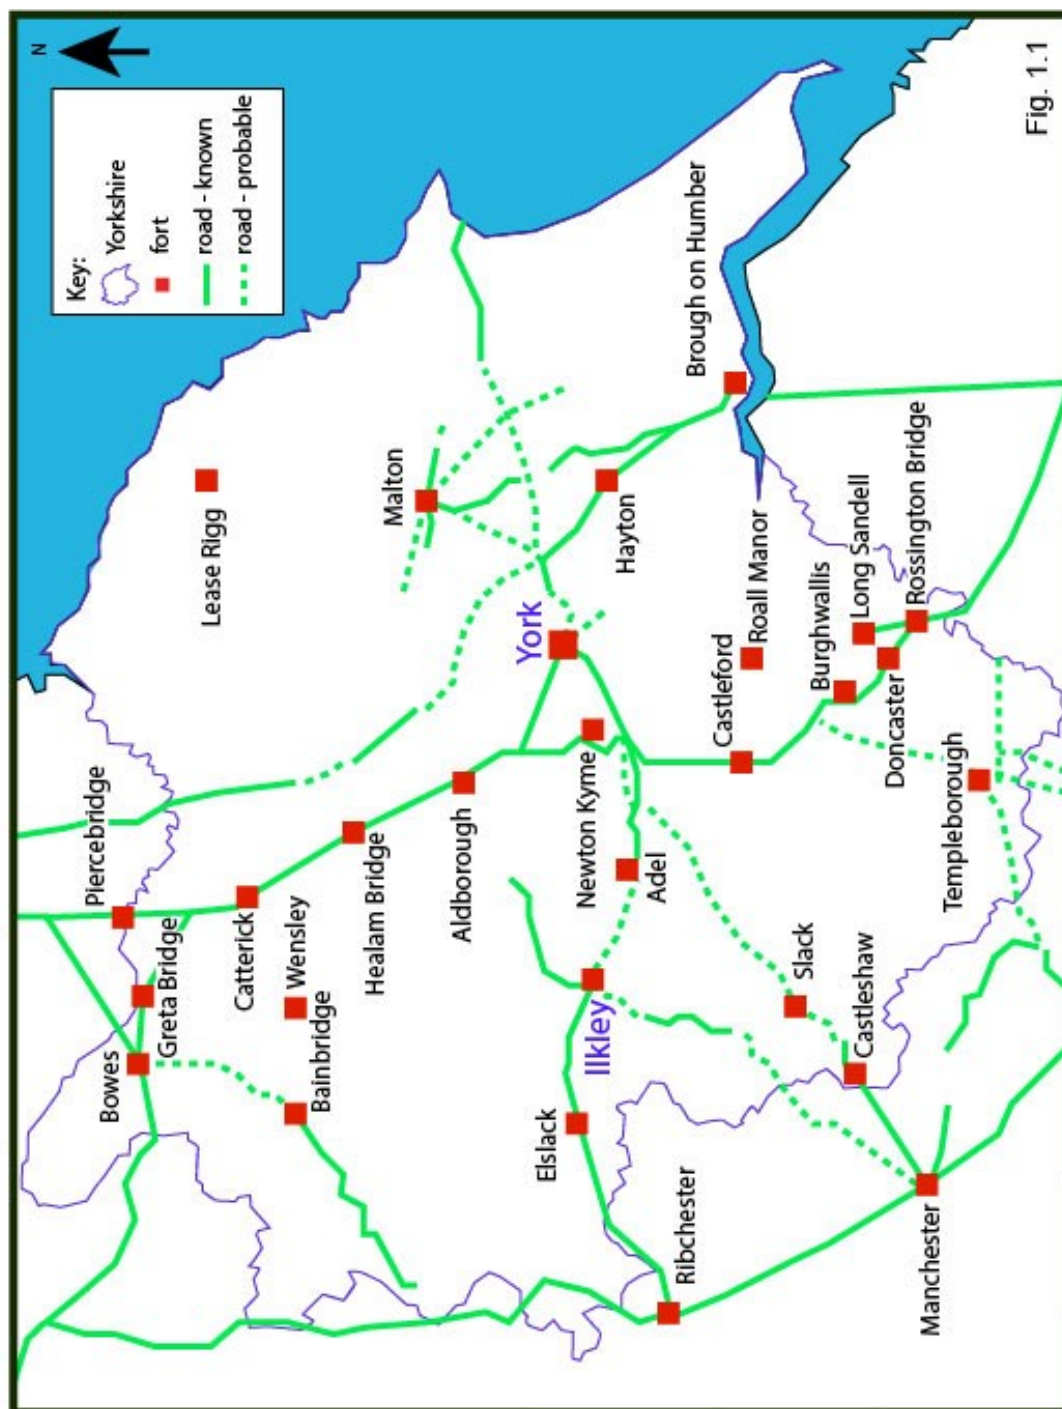 N
Key:
Yorkshire
fort
road - known
road - probable
Piercebridge
Bowes
Greta Bridge
Catterick
Wensley
Bainbridge
Lease Rigg
Healam Bridge
Malton
Aldborough
York
Elslack
Ilkley
Newton Kyme
Adel
Hayton
Ribchester
Castleford
Roall Manor
Brough on Humber
Slack
Burghwallis
Castleshaw
Long Sandell
Doncaster
Rossington Bridge
Manchester
Templeborough
Fig. 1.1